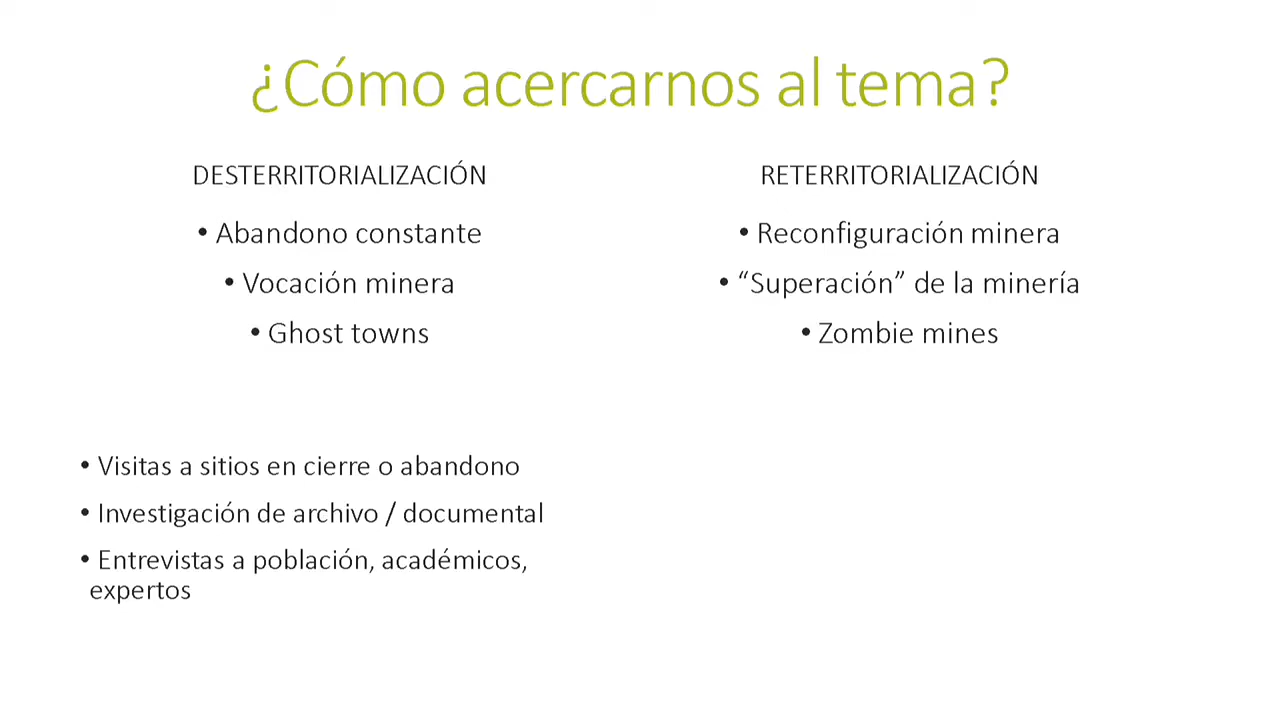 ¿Cómo acercarnos al tema?
DESTERRITORIALIZACIÓN
• Abandono constante
• Vocación minera
• Ghost towns
RETERRITORIALIZACIÓN
• Reconfiguración minera
• “Superación” de la minería
• Zombie mines
• Visitas a sitios en cierre o abandono
• Investigación de archivo / documental
• Entrevistas a población, académicos,
expertos